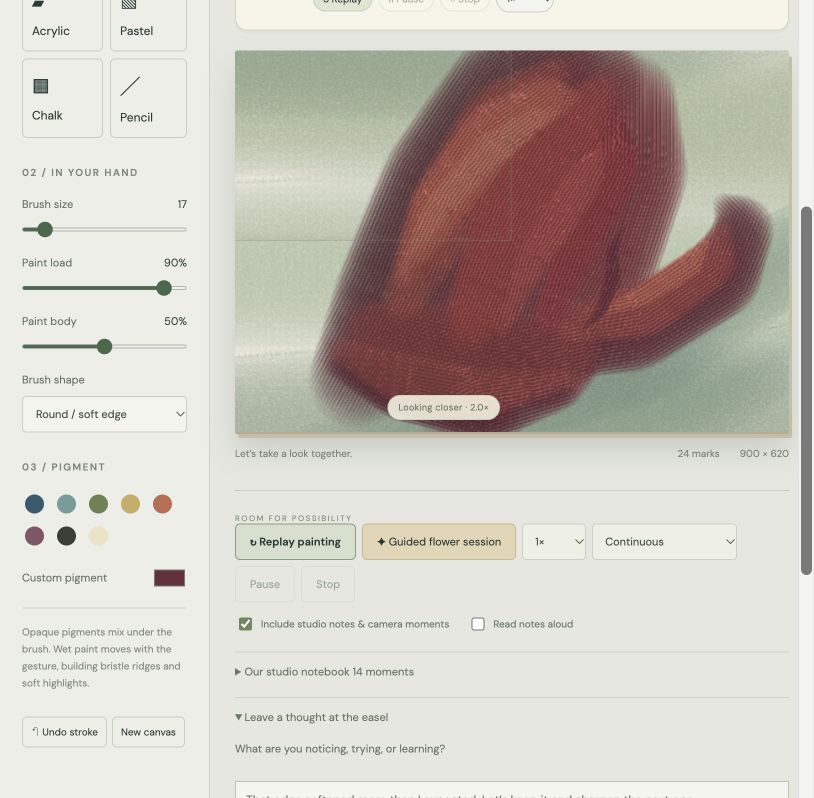 Acrylic
Pastel
Chalk
Pencil
02 / IN YOUR HAND
Brush size 17
Paint load 90%
Paint body 50%
Brush shape
Round / soft edge
03 / PIGMENT
Custom pigment
Opaque pigments mix under the
brush. Wet paint moves with the
gesture, building bristle ridges and
soft highlights.
Undo stroke
New canvas
Looking closer · 2.0×
Let's take a look together.
24 marks
900 × 620
ROOM FOR POSSIBILITY
↻ Replay painting
✦ Guided flower session
1×
Continuous
Pause
Stop
Include studio notes & camera moments
Read notes aloud
Our studio notebook 14 moments
Leave a thought at the easel
What are you noticing, trying, or learning?